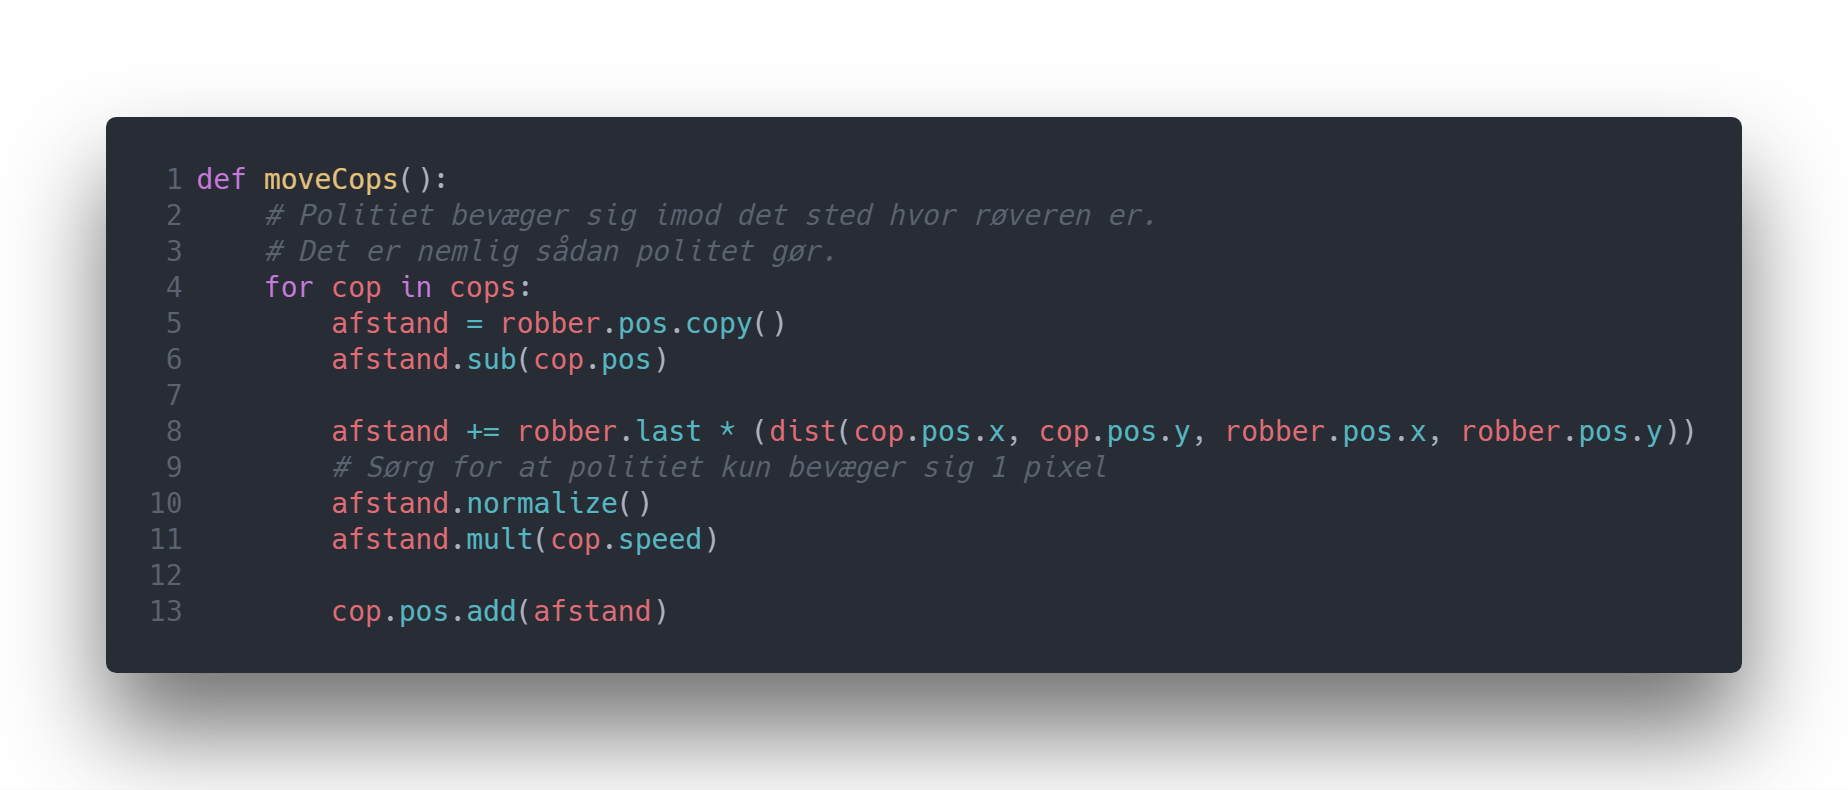 1 def moveCops():
2     # Politiet bevæger sig imod det sted hvor røveren er.
3     # Det er nemlig sådan politet gør.
4     for cop in cops:
5         afstand = robber.pos.copy()
6         afstand.sub(cop.pos)
7
8         afstand += robber.last * (dist(cop.pos.x, cop.pos.y, robber.pos.x, robber.pos.y))
9         # Sørg for at politiet kun bevæger sig 1 pixel
10         afstand.normalize()
11         afstand.mult(cop.speed)
12
13         cop.pos.add(afstand)